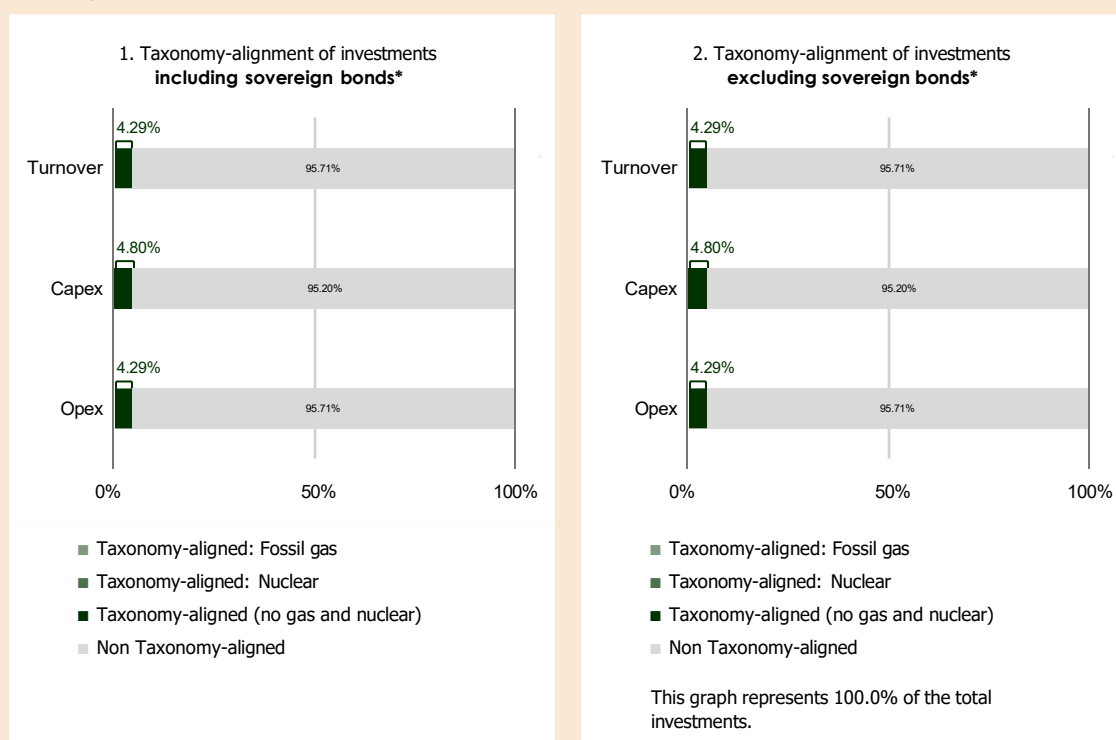 1. Taxonomy-alignment of investments
including sovereign bonds*
4.29%
Turnover
95.71%
4.80%
Capex
95.20%
4.29%
Opex
95.71%
0%
50%
100%
Taxonomy-aligned: Fossil gas
Taxonomy-aligned: Nuclear
Taxonomy-aligned (no gas and nuclear)
Non Taxonomy-aligned
2. Taxonomy-alignment of investments
excluding sovereign bonds*
4.29%
Turnover
95.71%
4.80%
Capex
95.20%
4.29%
Opex
95.71%
0%
50%
100%
Taxonomy-aligned: Fossil gas
Taxonomy-aligned: Nuclear
Taxonomy-aligned (no gas and nuclear)
Non Taxonomy-aligned
This graph represents 100.0% of the total
investments.